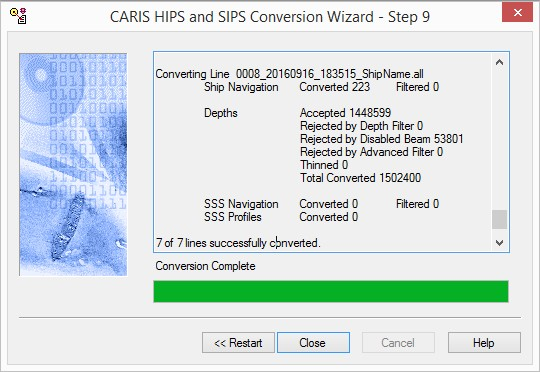 CARIS HIPS and SIPS Conversion Wizard - Step 9
Converting Line 0008_20160916_183515_ShipName.all
Ship Navigation Converted 223 Filtered 0
Depths Accepted 1448599
Rejected by Depth Filter 0
Rejected by Disabled Beam 53801
Rejected by Advanced Filter 0
Thinned 0
Total Converted 1502400
SSS Navigation Converted 0 Filtered 0
SSS Profiles Converted 0
7 of 7 lines successfully converted.
Conversion Complete
<< Restart Close Cancel Help